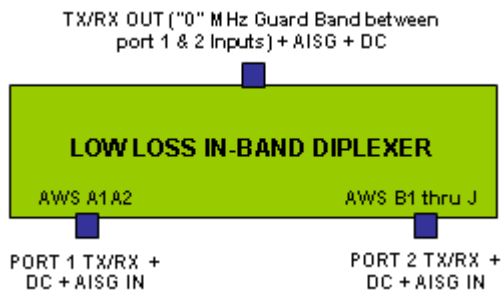 TX/RX OUT ("0" MHz Guard Band between
port 1 & 2 Inputs) + AISG + DC
LOW LOSS IN-BAND DIPLEXER
AWS A1A2
AWS B1 thru J
PORT 1 TX/RX +
DC + AISG IN
PORT 2 TX/RX +
DC + AISG IN